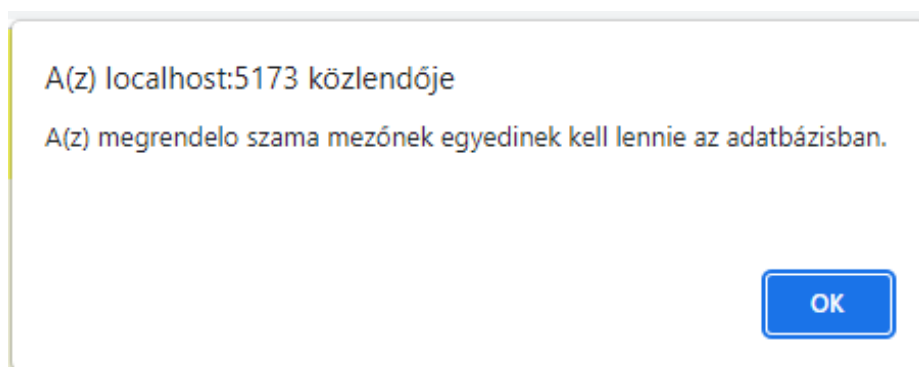 A(z) localhost:5173 közlendője
A(z) megrendelo szama mezőnek egyedinek kell lennie az adatbázisban.
OK